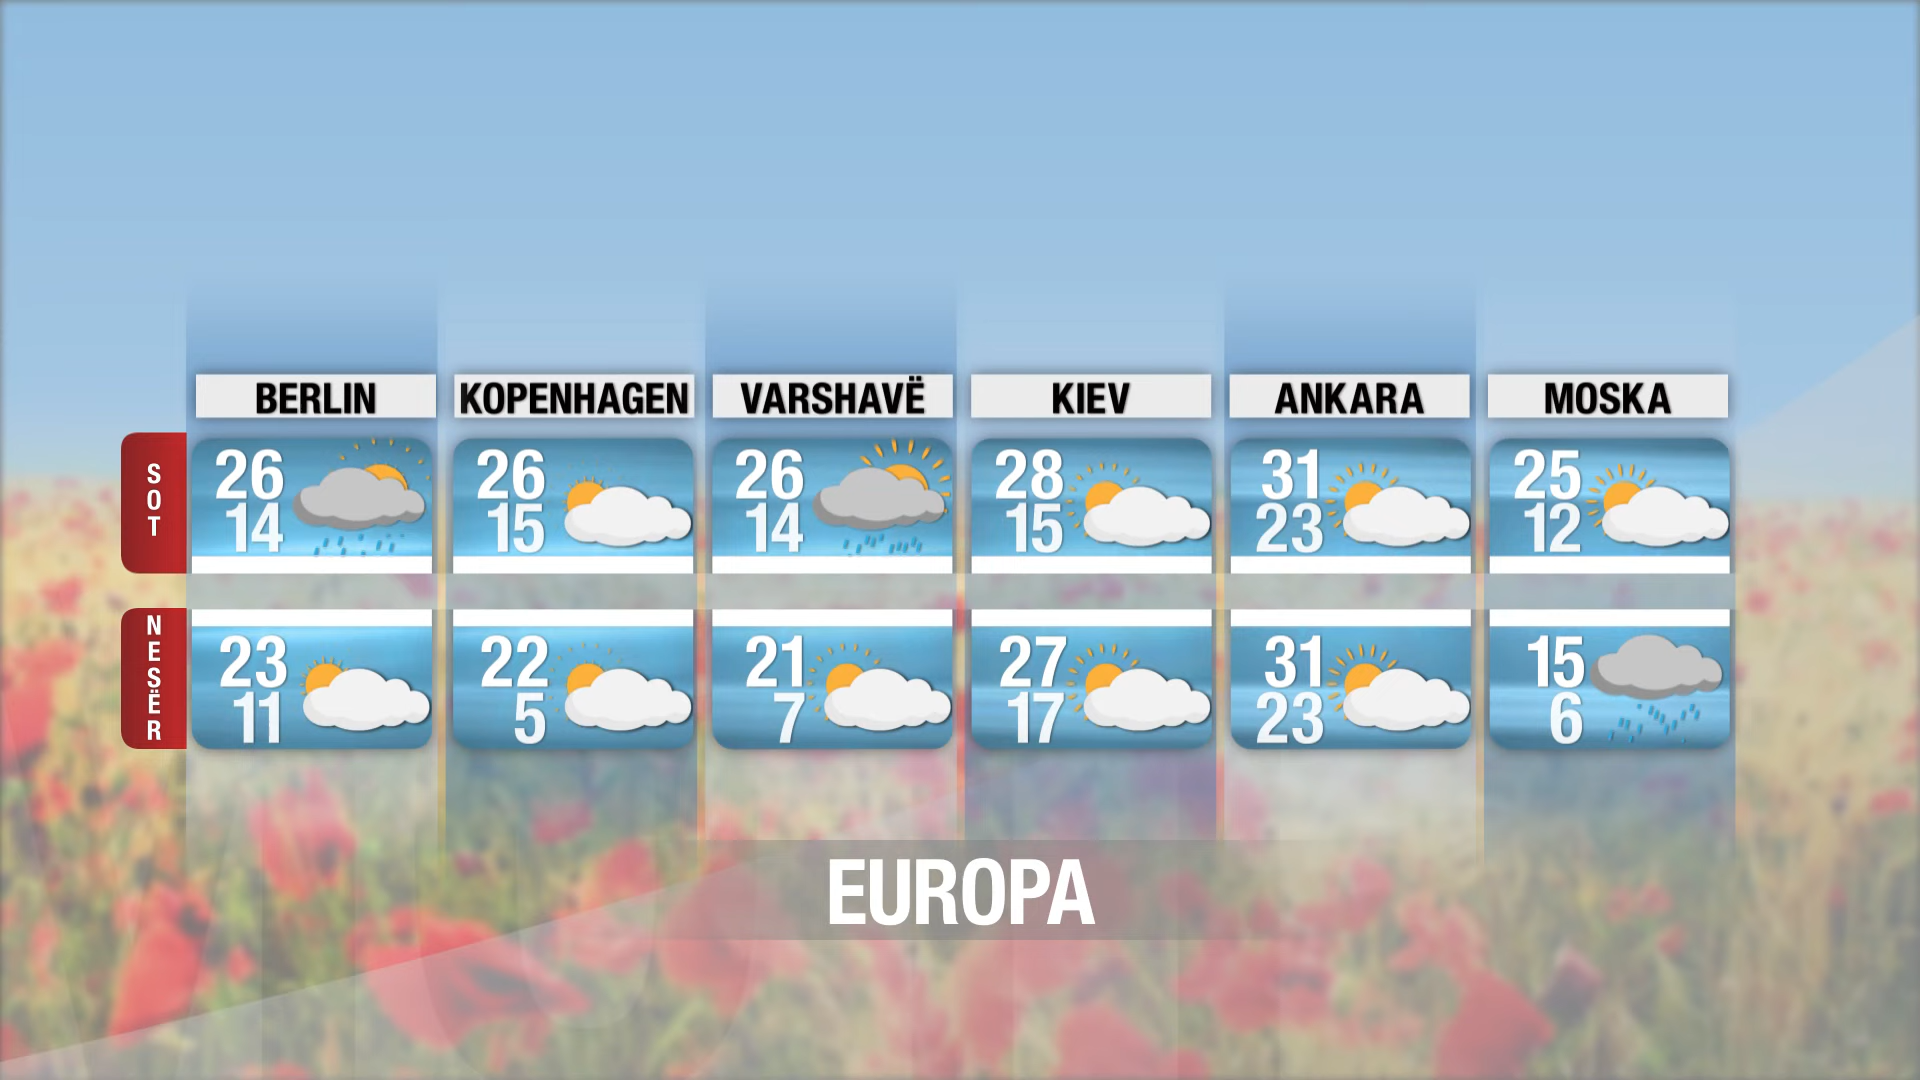 BERLIN KOPENHAGEN VARSHAVË KIEV ANKARA MOSKA
SOT
26 26 26 28 31 25
14 15 14 15 23 12
NESËR
23 22 21 27 31 15
11 5 7 17 23 6
EUROPA